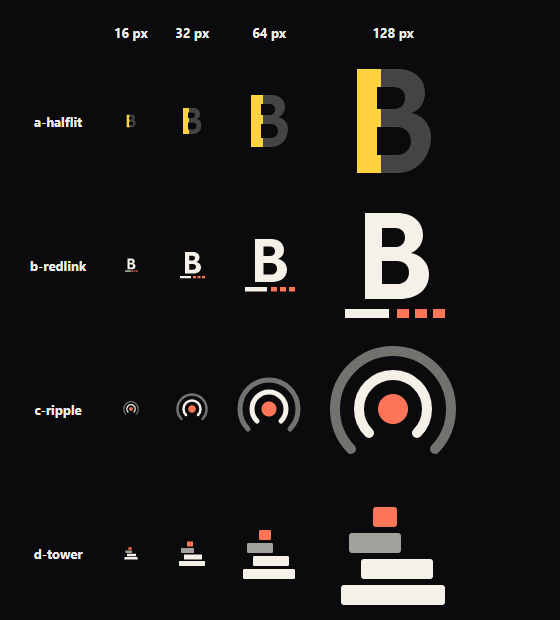 16 px 32 px 64 px 128 px
a-halflit B B B B
b-redlink B B B B
c-ripple
d-tower